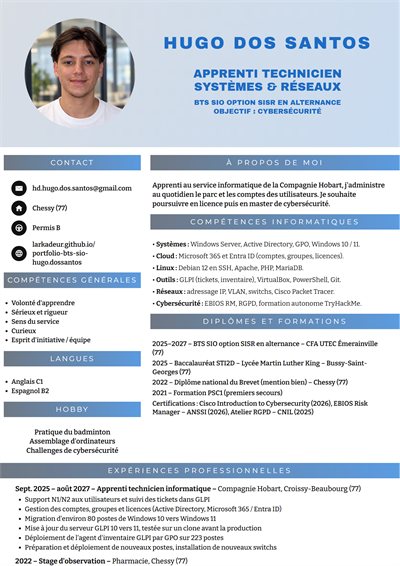 HUGO DOS SANTOS
APPRENTI TECHNICIEN
SYSTÈMES & RÉSEAUX
BTS SIO OPTION SISR EN ALTERNANCE
OBJECTIF : CYBERSÉCURITÉ
CONTACT
hd.hugo.dos.santos@gmail.com
Chessy (77)
Permis B
larkadeur.github.io/
portfolio-bts-sio-
hugo.dossantos
COMPÉTENCES GÉNÉRALES
• Volonté d'apprendre
• Sérieux et rigueur
• Sens du service
• Curieux
• Esprit d'initiative / équipe
LANGUES
• Anglais C1
• Espagnol B2
HOBBY
Pratique du badminton
Assemblage d'ordinateurs
Challenges de cybersécurité
À PROPOS DE MOI
Apprenti au service informatique de la Compagnie Hobart, j'administre
au quotidien le parc et les comptes des utilisateurs. Je souhaite
poursuivre en licence puis en master de cybersécurité.
COMPÉTENCES INFORMATIQUES
• Systèmes : Windows Server, Active Directory, GPO, Windows 10 / 11.
• Cloud : Microsoft 365 et Entra ID (comptes, groupes, licences).
• Linux : Debian 12 en SSH, Apache, PHP, MariaDB.
• Outils : GLPI (tickets, inventaire), VirtualBox, PowerShell, Git.
• Réseaux : adressage IP, VLAN, switchs, Cisco Packet Tracer.
• Cybersécurité : EBIOS RM, RGPD, formation autonome TryHackMe.
DIPLÔMES ET FORMATIONS
2025–2027 – BTS SIO option SISR en alternance – CFA UTEC Émerainville
(77)
2025 – Baccalauréat STI2D – Lycée Martin Luther King – Bussy-Saint-
Georges (77)
2022 – Diplôme national du Brevet (mention bien) – Chessy (77)
2021 – Formation PSC1 (premiers secours)
Certifications : Cisco Introduction to Cybersecurity (2026), EBIOS Risk
Manager – ANSSI (2026), Atelier RGPD – CNIL (2025)
EXPÉRIENCES PROFESSIONNELLES
Sept. 2025 – août 2027 – Apprenti technicien informatique – Compagnie Hobart, Croissy-Beaubourg (77)
• Support N1/N2 aux utilisateurs et suivi des tickets dans GLPI
• Gestion des comptes, groupes et licences (Active Directory, Microsoft 365 / Entra ID)
• Migration d'environ 80 postes de Windows 10 vers Windows 11
• Mise à jour du serveur GLPI 10 vers 11, testée sur un clone avant la production
• Déploiement de l'agent d'inventaire GLPI par GPO sur 223 postes
• Préparation et déploiement de nouveaux postes, installation de nouveaux switchs
2022 – Stage d'observation – Pharmacie, Chessy (77)